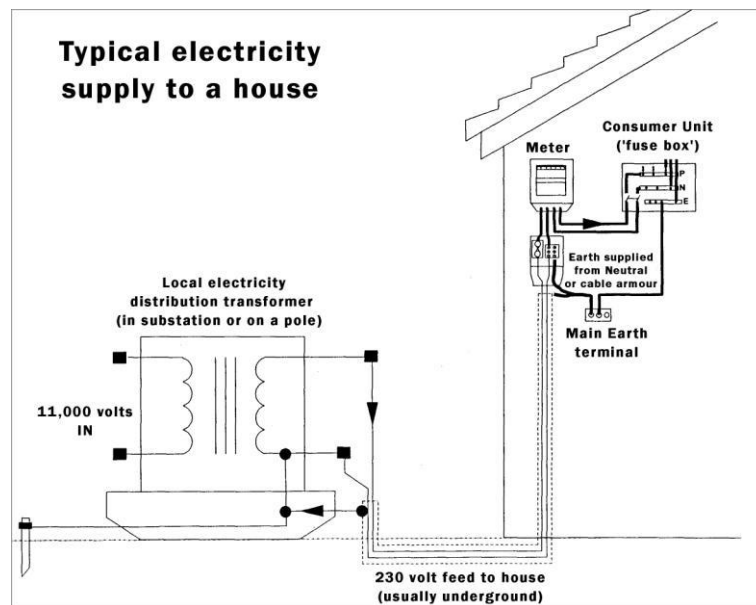 Typical electricity
supply to a house
Consumer Unit
('fuse box')
Meter
P
N
E
Earth supplied
from Neutral
or cable armour
Main Earth
terminal
Local electricity
distribution transformer
(in substation or on a pole)
11,000 volts
IN
230 volt feed to house
(usually underground)